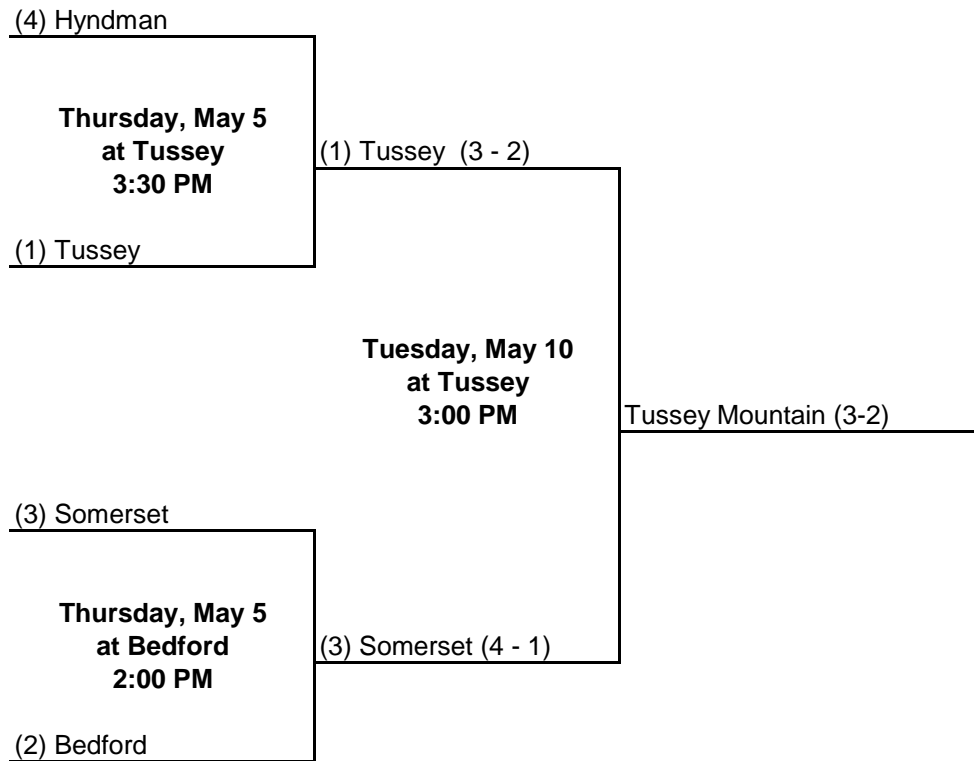 (4) Hyndman
Thursday, May 5
at Tussey
3:30 PM
(1) Tussey  (3 - 2)
(1) Tussey
Tuesday, May 10
at Tussey
3:00 PM
Tussey Mountain (3-2)
(3) Somerset
Thursday, May 5
at Bedford
2:00 PM
(3) Somerset (4 - 1)
(2) Bedford